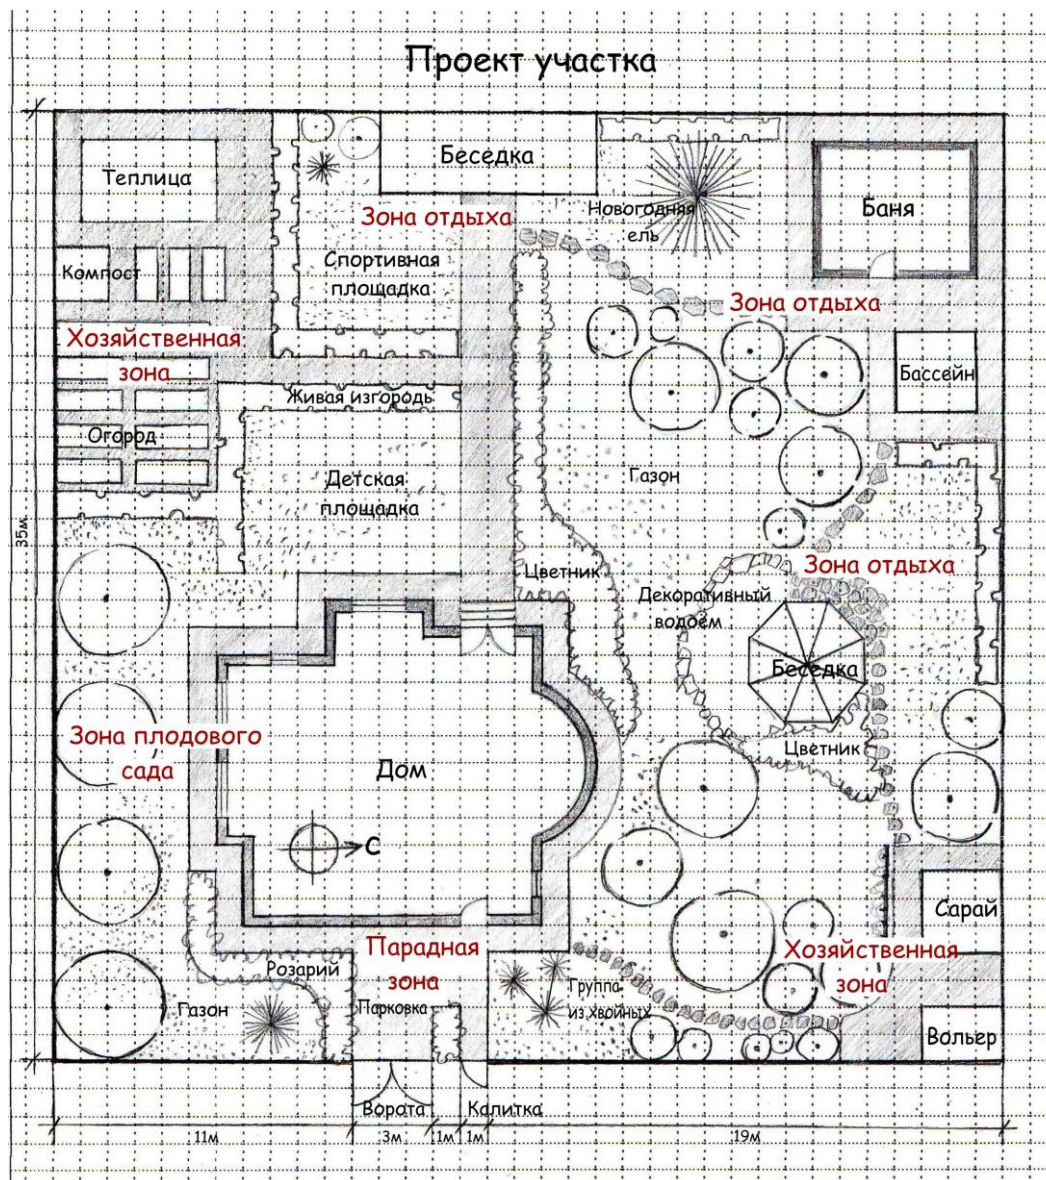 Проект участка
Беседка
Теплица
Баня
Новогодняя
ель
Зона отдыха
Спортивная
площадка
Компост
Зона отдыха
Хозяйственная
зона
Бассейн
Живая изгородь
Огород
Детская
площадка
Газон
35м
Цветник
Зона отдыха
Декоративный
водоём
Беседка
Цветник
Зона плодового
сада
Дом
С
Сарай
Парадная
зона
Хозяйственная
зона
Розарий
Группа
из хвойных
Газон
Парковка
Вольер
Ворота
Калитка
11м
3м
1м
1м
19м